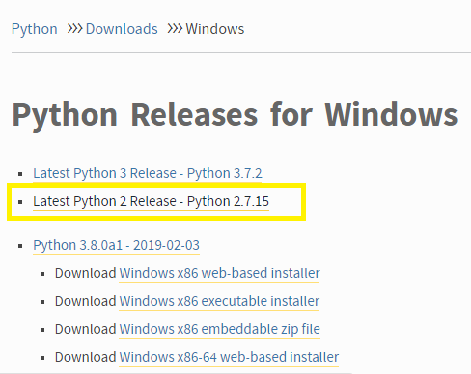 Python >>> Downloads >>> Windows
Python Releases for Windows
Latest Python 3 Release - Python 3.7.2
Latest Python 2 Release - Python 2.7.15
Python 3.8.0a1 - 2019-02-03
Download Windows x86 web-based installer
Download Windows x86 executable installer
Download Windows x86 embeddable zip file
Download Windows x86-64 web-based installer